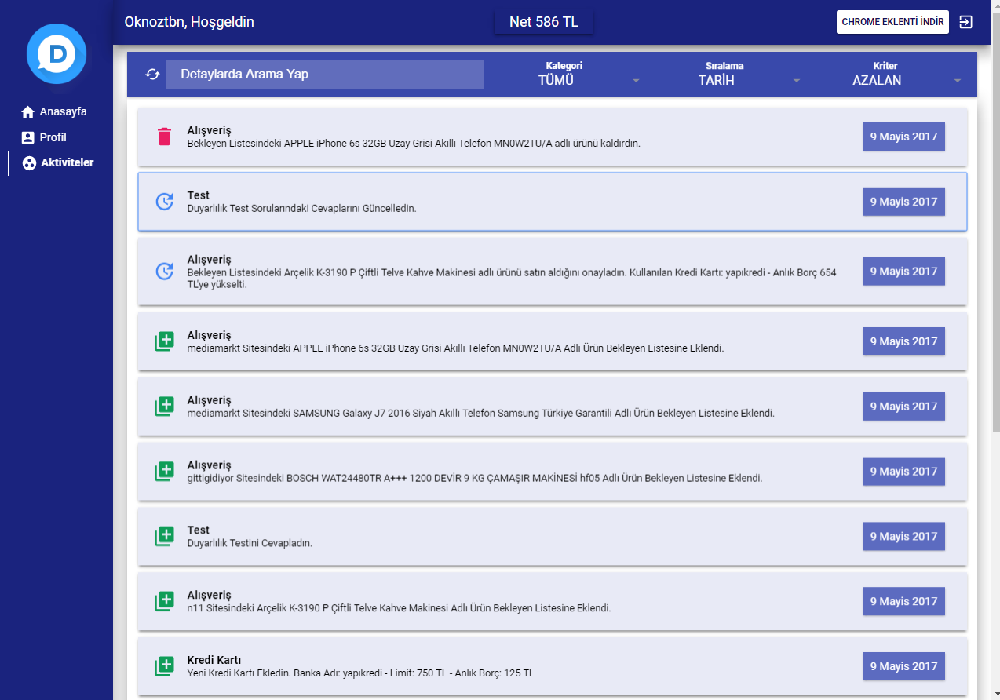 Oknoztbn, Hoşgeldin
Net 586 TL
CHROME EKLENTİ İNDİR
D
Anasayfa
Profil
Aktiviteler
Detaylarda Arama Yap
Kategori
TÜMÜ
Sıralama
TARİH
Kriter
AZALAN
Alışveriş
Bekleyen Listesindeki APPLE iPhone 6s 32GB Uzay Grisi Akıllı Telefon MN0W2TU/A adlı ürünü kaldırdın.
9 Mayis 2017
Test
Duyarlılık Test Sorularındaki Cevaplarını Güncelledin.
9 Mayis 2017
Alışveriş
Bekleyen Listesindeki Arçelik K-3190 P Çiftli Telve Kahve Makinesi adlı ürünü satın aldığını onayladın. Kullanılan Kredi Kartı: yapıkredi - Anlık Borç 654
TL'ye yükselti.
9 Mayis 2017
Alışveriş
mediamarkt Sitesindeki APPLE iPhone 6s 32GB Uzay Grisi Akıllı Telefon MN0W2TU/A Adlı Ürün Bekleyen Listesine Eklendi.
9 Mayis 2017
Alışveriş
mediamarkt Sitesindeki SAMSUNG Galaxy J7 2016 Siyah Akıllı Telefon Samsung Türkiye Garantili Adlı Ürün Bekleyen Listesine Eklendi.
9 Mayis 2017
Alışveriş
gittigidiyor Sitesindeki BOSCH WAT24480TR A+++ 1200 DEVİR 9 KG ÇAMAŞIR MAKİNESİ hf05 Adlı Ürün Bekleyen Listesine Eklendi.
9 Mayis 2017
Test
Duyarlılık Testini Cevapladın.
9 Mayis 2017
Alışveriş
n11 Sitesindeki Arçelik K-3190 P Çiftli Telve Kahve Makinesi Adlı Ürün Bekleyen Listesine Eklendi.
9 Mayis 2017
Kredi Kartı
Yeni Kredi Kartı Ekledin. Banka Adı: yapıkredi - Limit: 750 TL - Anlık Borç: 125 TL
9 Mayis 2017